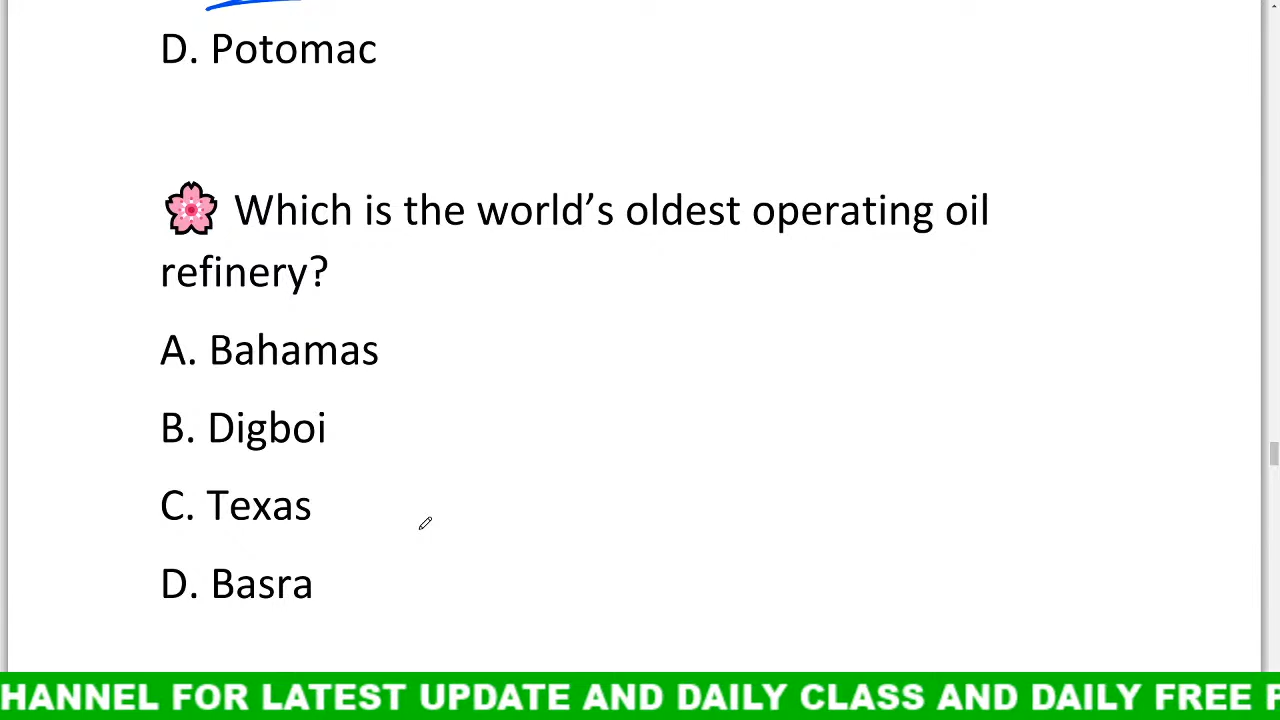 D. Potomac
🌸 Which is the world’s oldest operating oil
refinery?
A. Bahamas
B. Digboi
C. Texas
D. Basra
HANNEL FOR LATEST UPDATE AND DAILY CLASS AND DAILY FREE